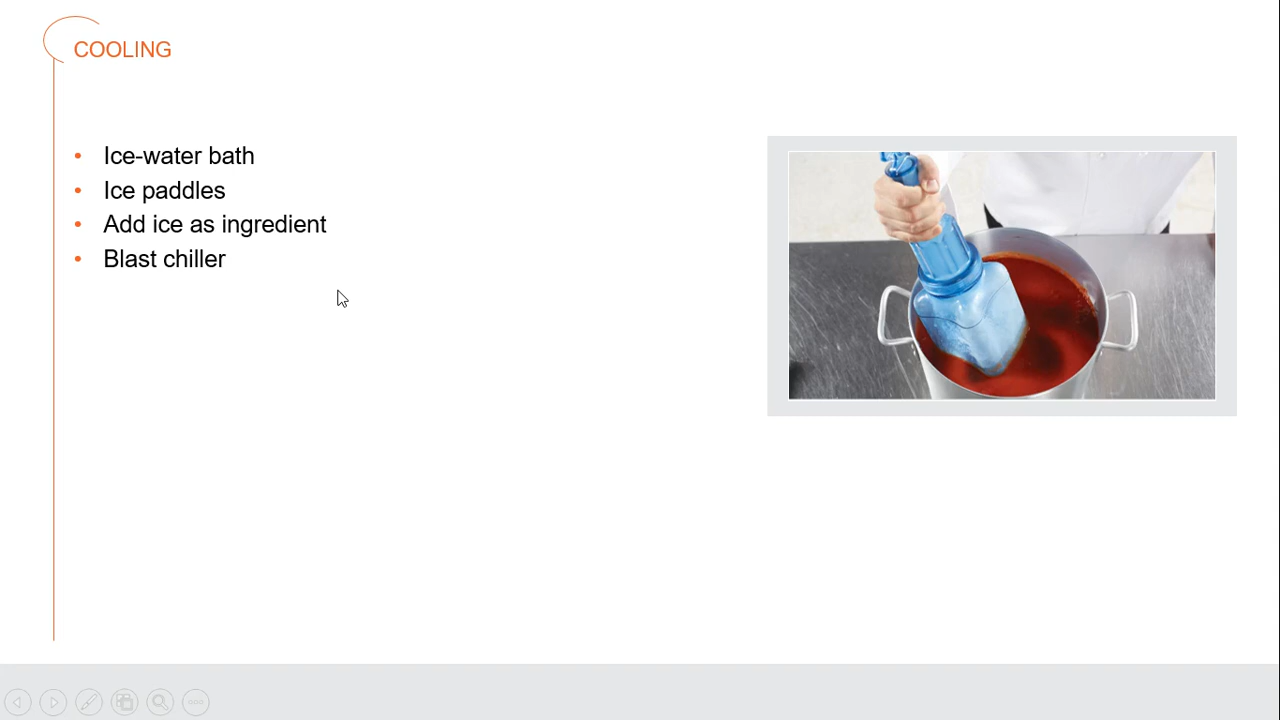 COOLING
• Ice-water bath
• Ice paddles
• Add ice as ingredient
• Blast chiller